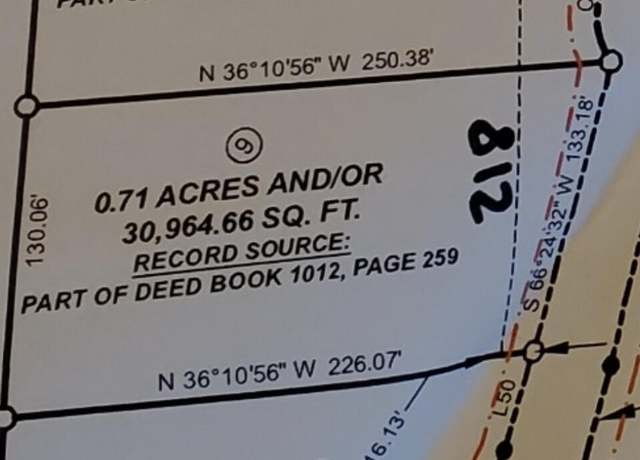 N 36°10'56" W 250.38'
9
0.71 ACRES AND/OR
30,964.66 SQ. FT.
RECORD SOURCE:
PART OF DEED BOOK 1012, PAGE 259
130.06'
812
S 66°24'32" W 133.18'
N 36°10'56" W 226.07'
16.13'
L50